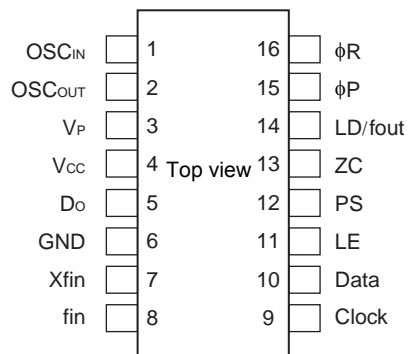 OSCIN 1 16 ϕR
OSCOUT 2 15 ϕP
VP 3 14 LD/fout
VCC 4 Top view 13 ZC
DO 5 12 PS
GND 6 11 LE
Xfin 7 10 Data
fin 8 9 Clock